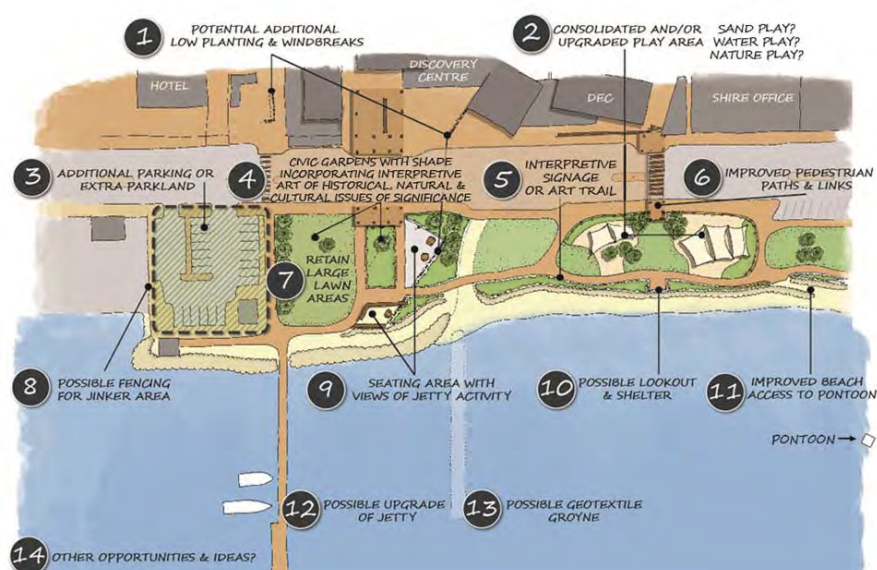 1 POTENTIAL ADDITIONAL
LOW PLANTING & WINDBREAKS
2 CONSOLIDATED AND/OR
UPGRADED PLAY AREA
SAND PLAY?
WATER PLAY?
NATURE PLAY?
HOTEL
DISCOVERY
CENTRE
DEC
SHIRE OFFICE
3 ADDITIONAL PARKING OR
EXTRA PARKLAND
4 CIVIC GARDENS WITH SHADE
INCORPORATING INTERPRETIVE
ART OF HISTORICAL, NATURAL &
CULTURAL ISSUES OF SIGNIFICANCE
5 INTERPRETIVE
SIGNAGE
OR ART TRAIL
6 IMPROVED PEDESTRIAN
PATHS & LINKS
7 RETAIN
LARGE
LAWN
AREAS
8 POSSIBLE FENCING
FOR JINKER AREA
9 SEATING AREA WITH
VIEWS OF JETTY ACTIVITY
10 POSSIBLE LOOKOUT
& SHELTER
11 IMPROVED BEACH
ACCESS TO PONTOON
PONTOON
12 POSSIBLE UPGRADE
OF JETTY
13 POSSIBLE GEOTEXTILE
GROYNE
14 OTHER OPPORTUNITIES & IDEAS?